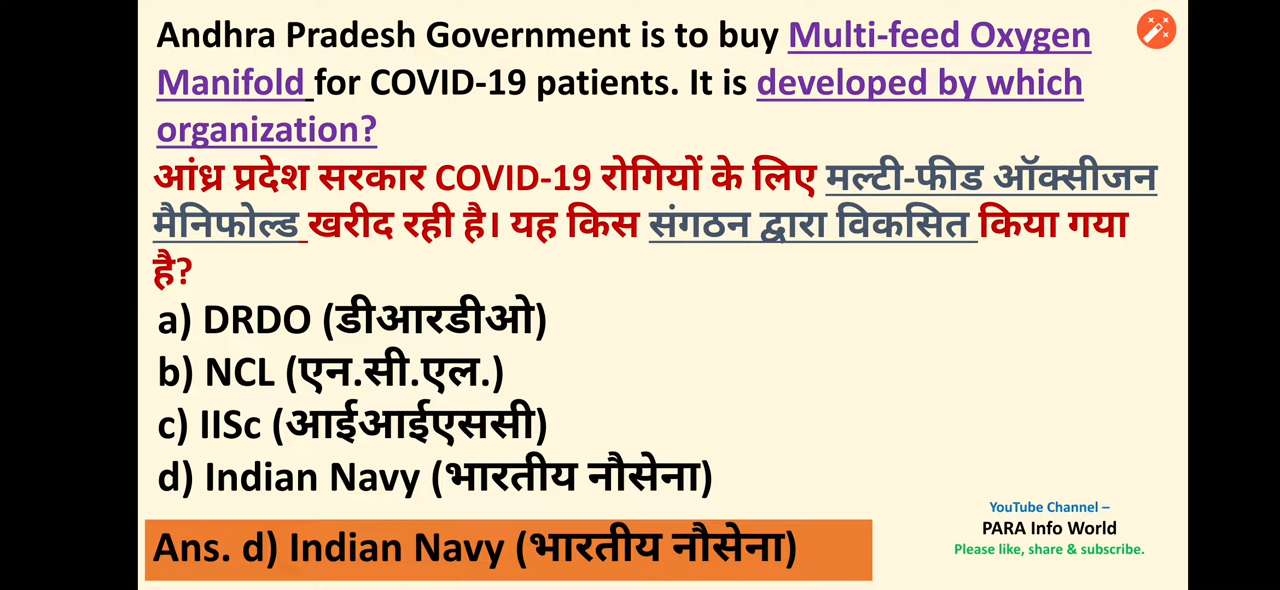 Andhra Pradesh Government is to buy Multi-feed Oxygen
Manifold for COVID-19 patients. It is developed by which
organization?
आंध्र प्रदेश सरकार COVID-19 रोगियों के लिए मल्टी-फीड ऑक्सीजन
मैनिफोल्ड खरीद रही है। यह किस संगठन द्वारा विकसित किया गया
है?
a) DRDO (डीआरडीओ)
b) NCL (एन.सी.एल.)
c) IISc (आईआईएससी)
d) Indian Navy (भारतीय नौसेना)
Ans. d) Indian Navy (भारतीय नौसेना)
YouTube Channel –
PARA Info World
Please like, share & subscribe.